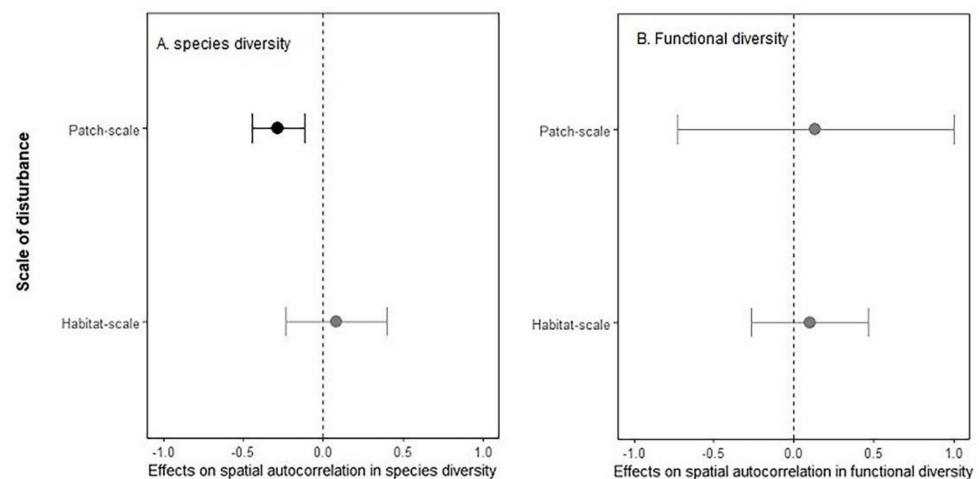 A. species diversity
Scale of disturbance
Patch-scale
Habitat-scale
-1.0 -0.5 0.0 0.5 1.0
Effects on spatial autocorrelation in species diversity
B. Functional diversity
Patch-scale
Habitat-scale
-1.0 -0.5 0.0 0.5 1.0
Effects on spatial autocorrelation in functional diversity